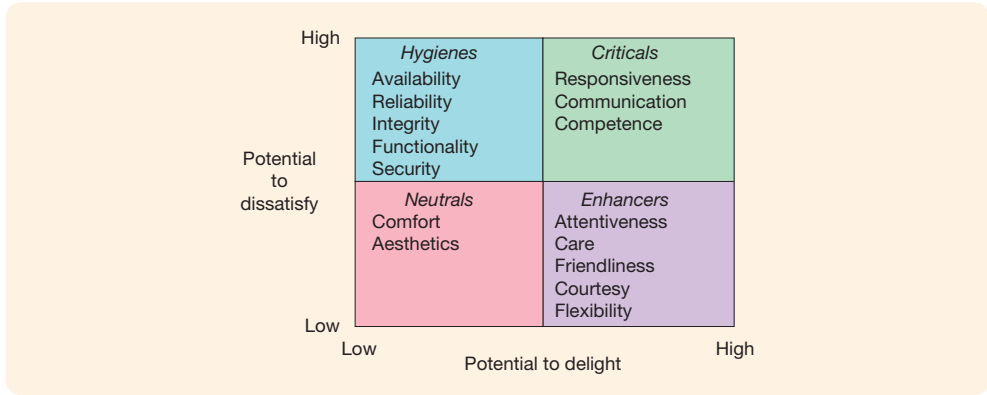 High
Hygienes
Availability
Reliability
Integrity
Functionality
Security
Criticals
Responsiveness
Communication
Competence
Potential
to
dissatisfy
Neutrals
Comfort
Aesthetics
Enhancers
Attentiveness
Care
Friendliness
Courtesy
Flexibility
Low
Low
Potential to delight
High